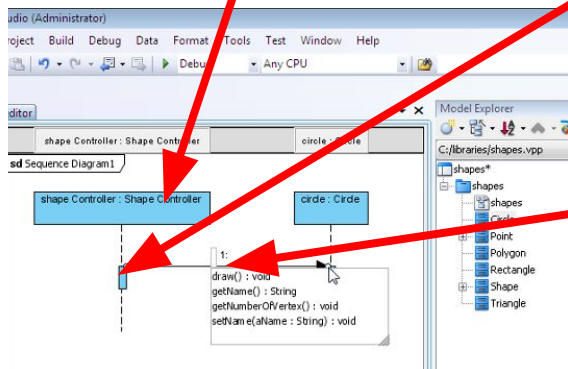 udio (Administrator)
roject Build Debug Data Format Tools Test Window Help
Debu Any CPU
ditor
Model Explorer
shape Controller : Shape Controller circle : Circle
C:/libraries/shapes.vpp
sd Sequence Diagram1
shapes*
shapes
shape Controller : Shape Controller circle : Circle
shapes
Circle
Point
Polygon
Rectangle
Shape
Triangle
1:
draw() : void
getName() : String
getNumberOfVertex() : void
setName(aName : String) : void